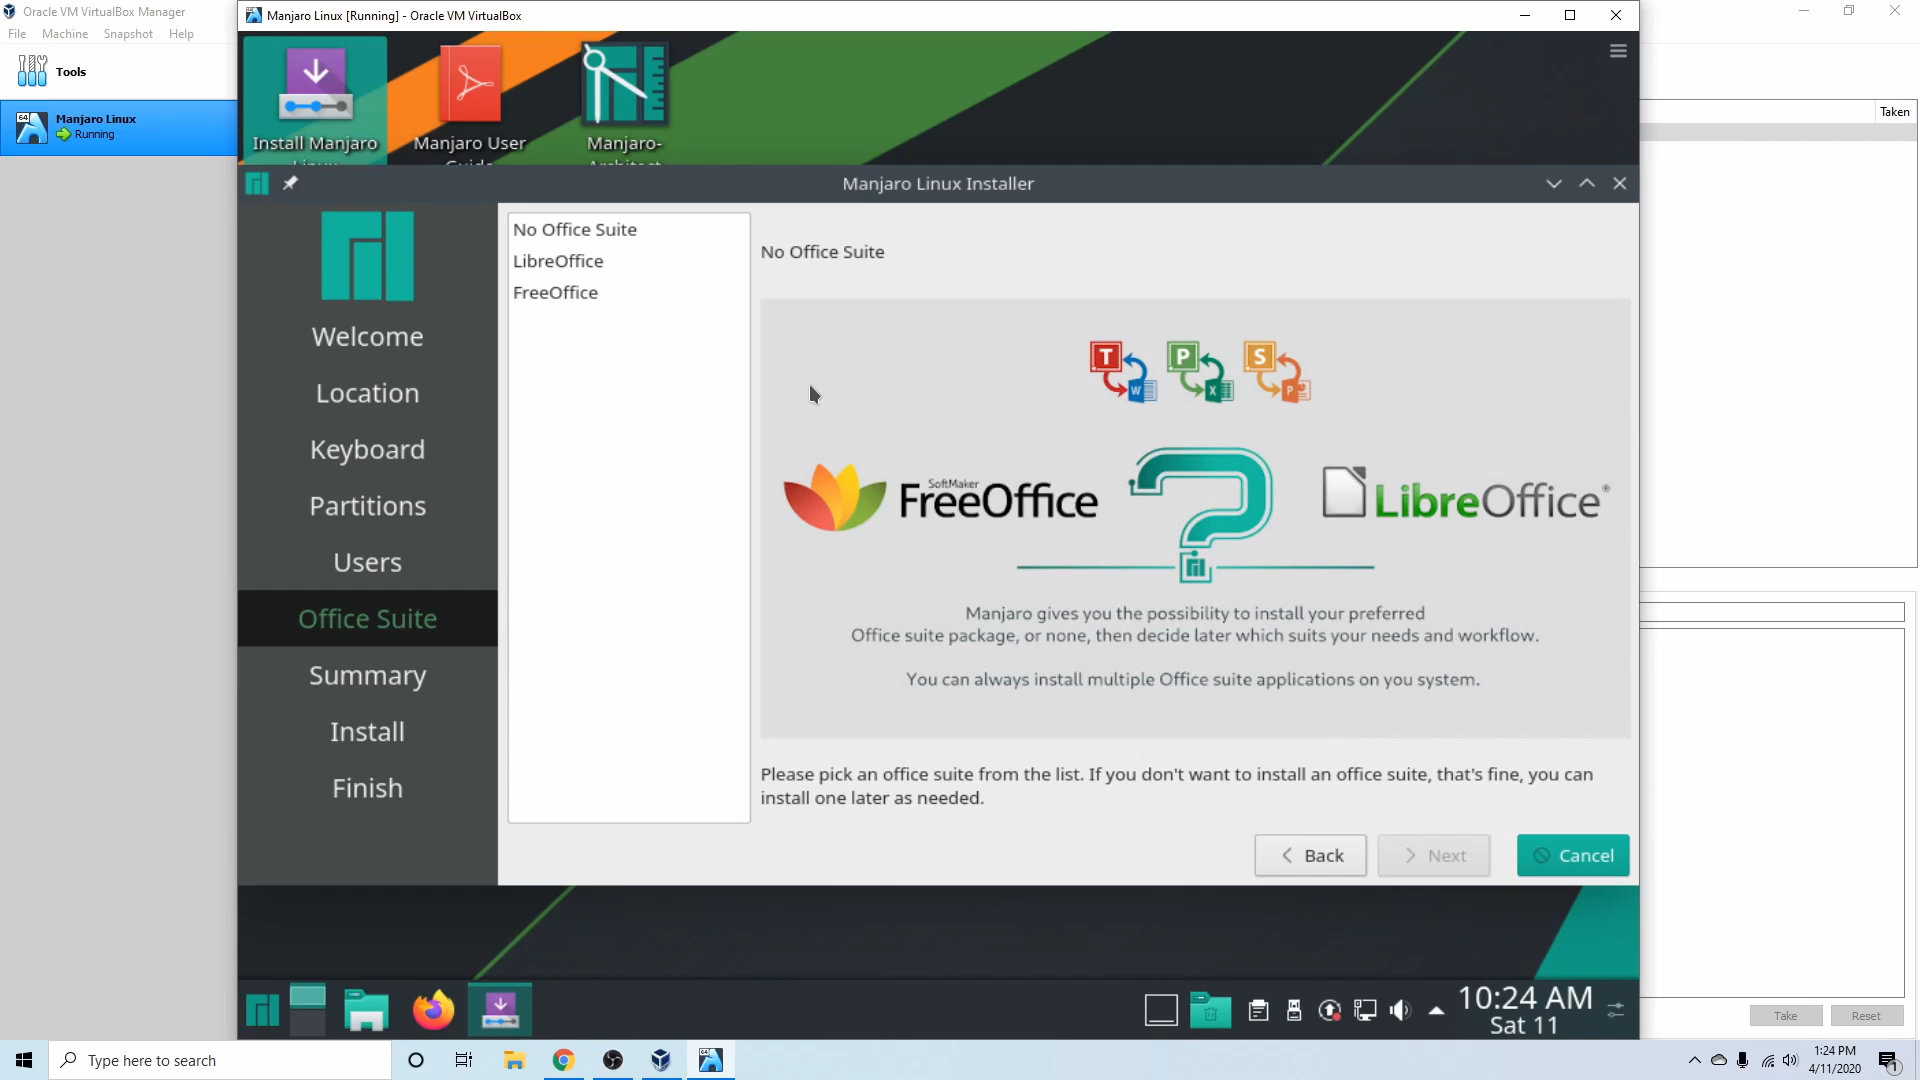 Oracle VM VirtualBox Manager
File Machine Snapshot Help
Tools
64
Manjaro Linux
Running
Manjaro Linux [Running] - Oracle VM VirtualBox
Install Manjaro
Manjaro User
Manjaro-
Taken
Manjaro Linux Installer
Welcome
Location
Keyboard
Partitions
Users
Office Suite
Summary
Install
Finish
No Office Suite
LibreOffice
FreeOffice
No Office Suite
T W P X S P
SoftMaker
FreeOffice
?
LibreOffice®
Manjaro gives you the possibility to install your preferred
Office suite package, or none, then decide later which suits your needs and workflow.
You can always install multiple Office suite applications on you system.
Please pick an office suite from the list. If you don't want to install an office suite, that's fine, you can
install one later as needed.
Back Next Cancel
10:24 AM
Sat 11
Take Reset
Type here to search
1:24 PM
4/11/2020
1